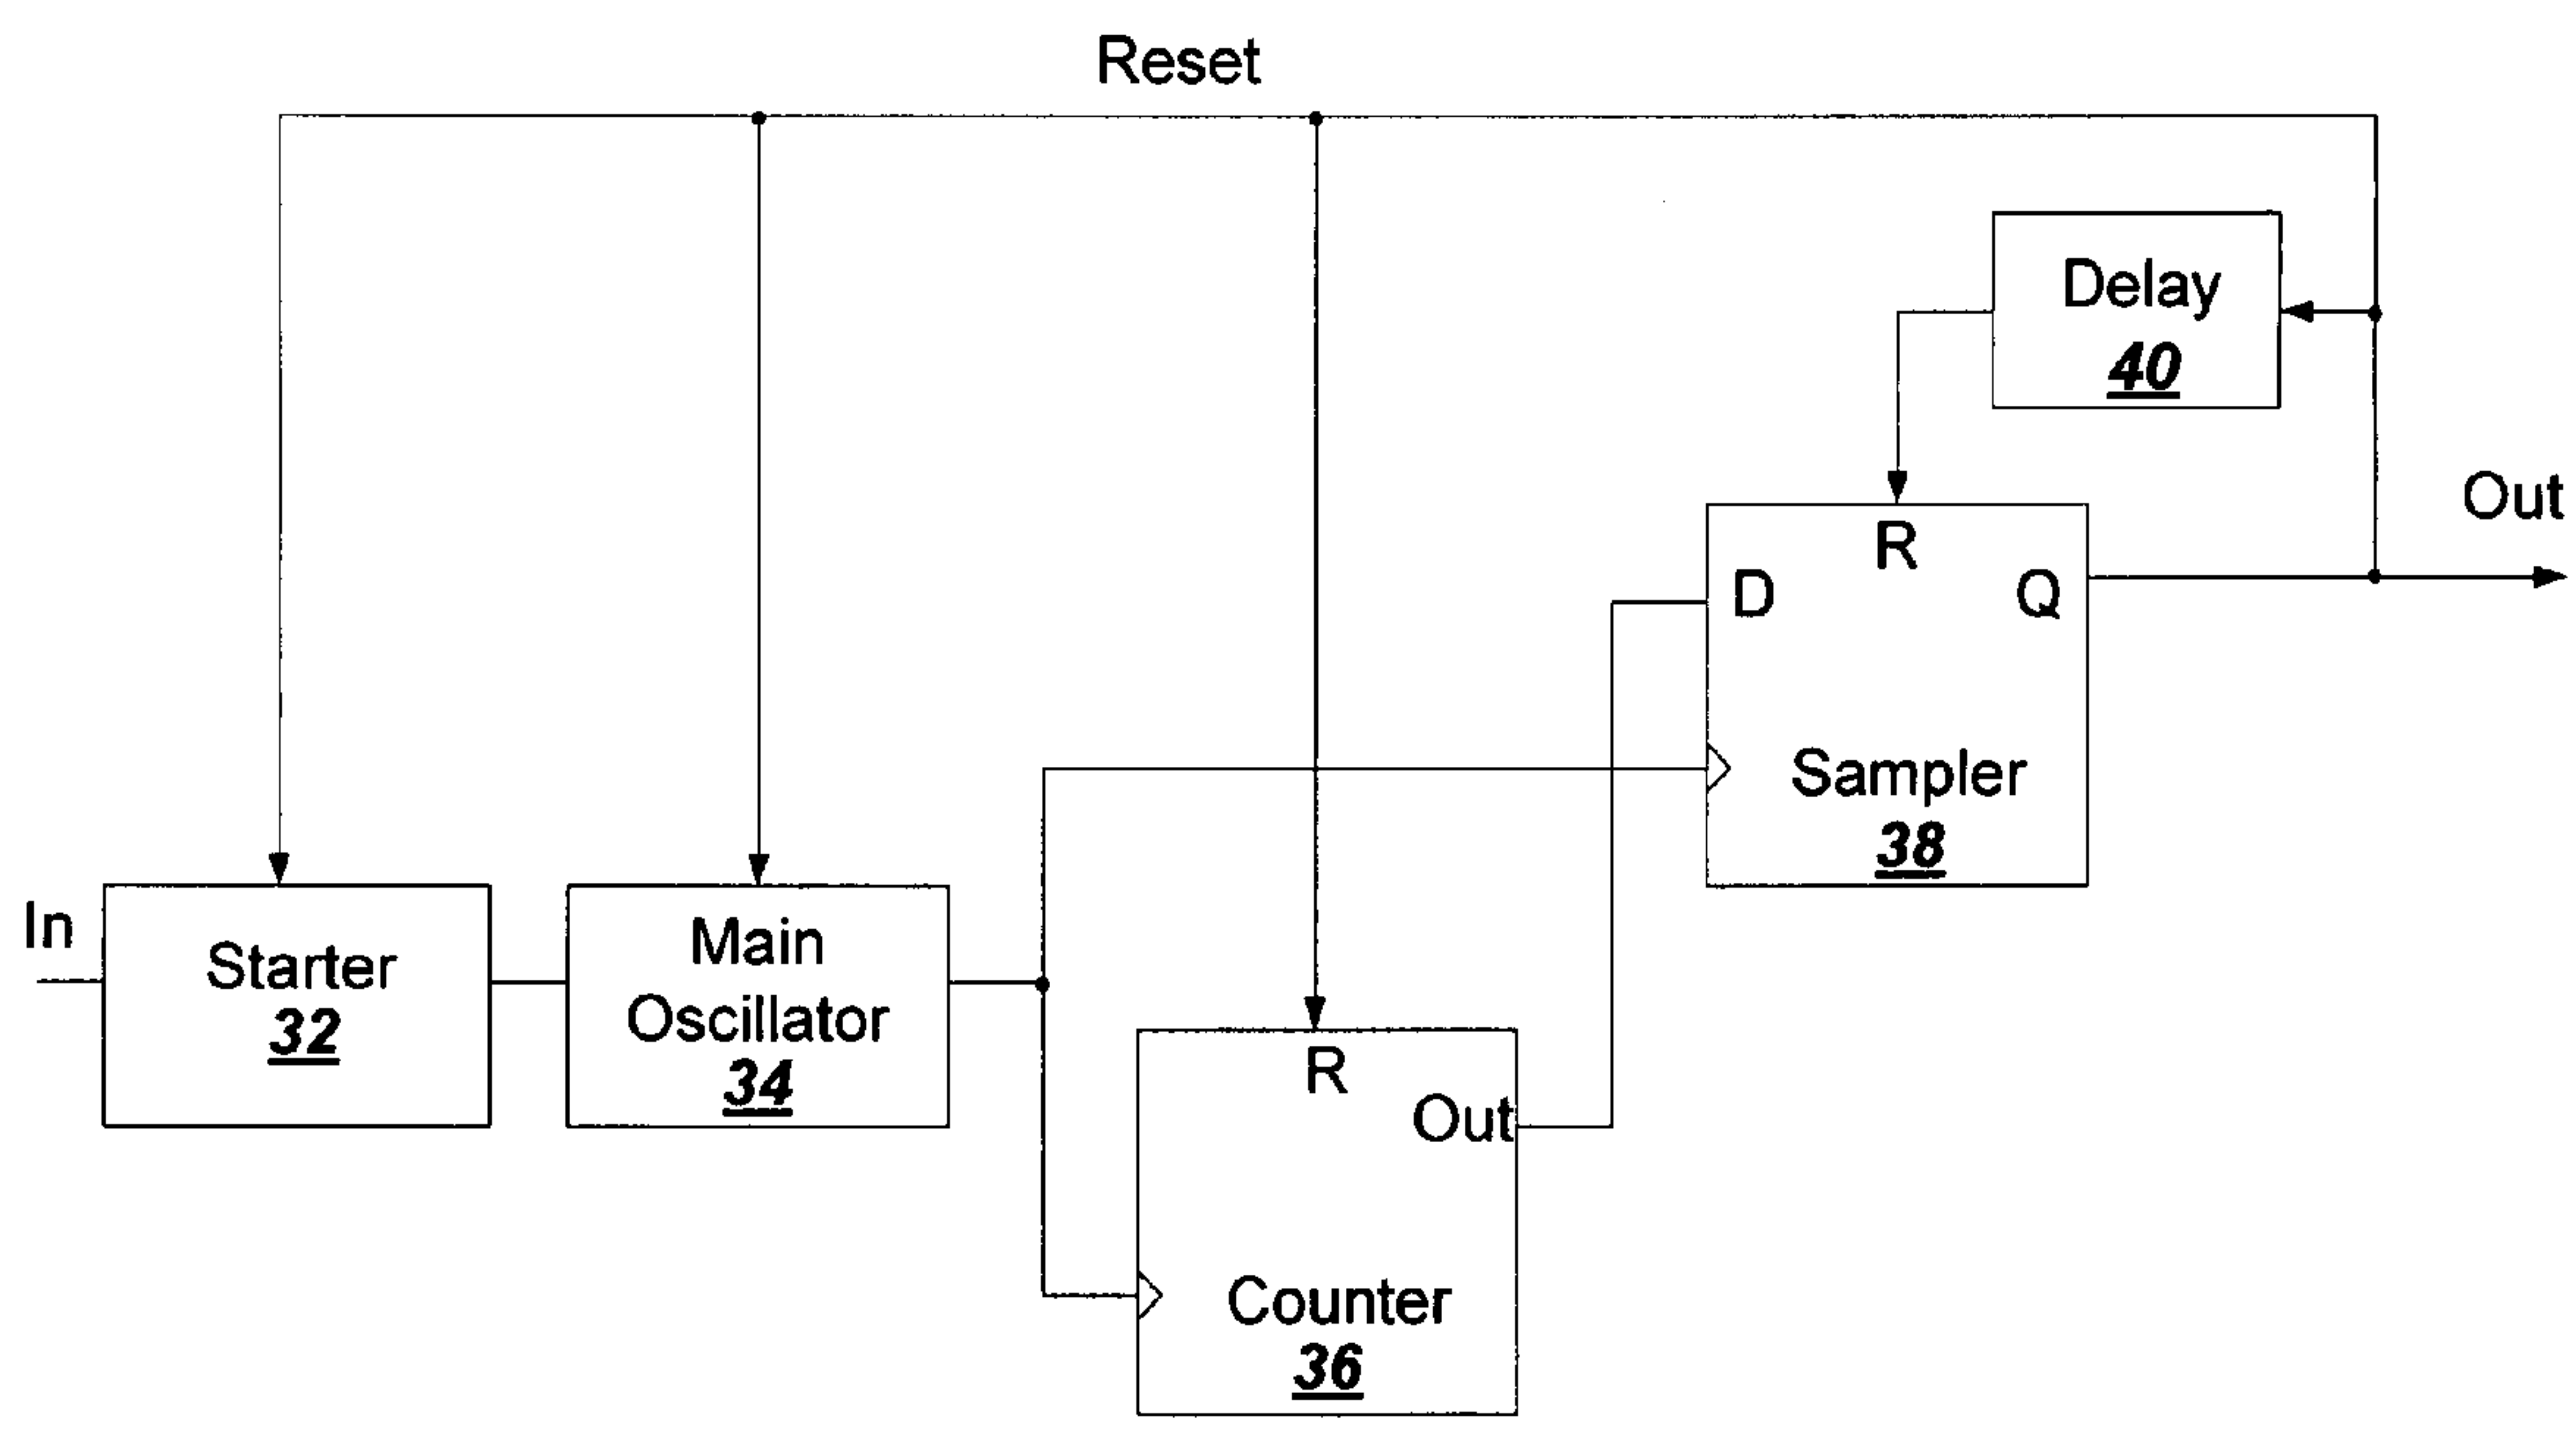 Reset
Delay
40
Out
R
D
Q
Sampler
38
In
Starter
32
Main
Oscillator
34
R
Out
Counter
36